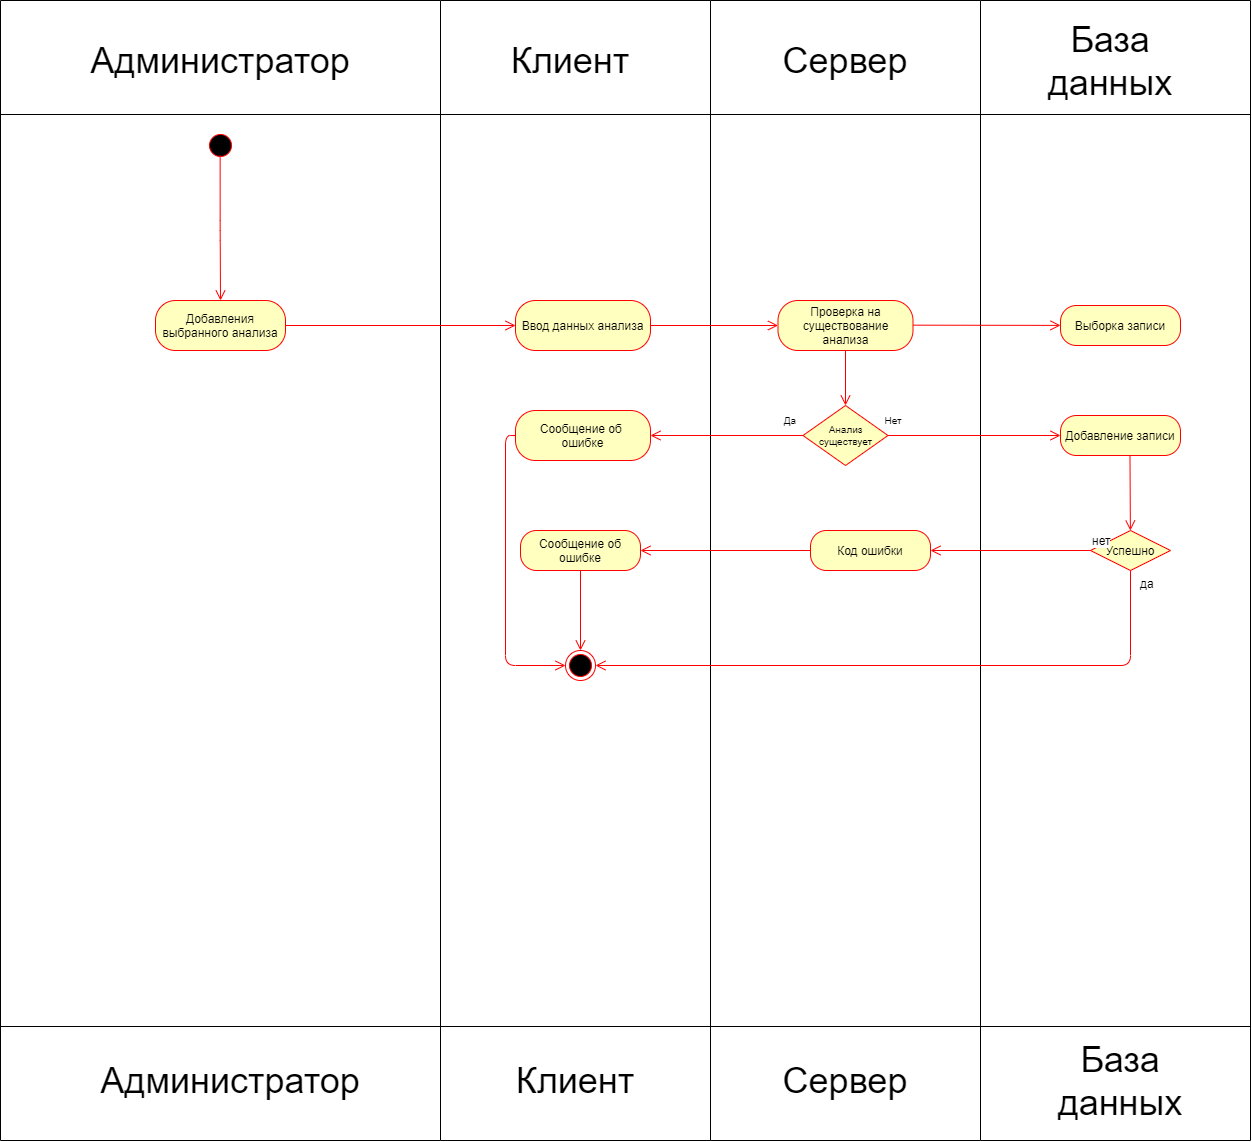 Администратор
Клиент
Сервер
База
данных
Добавления
выбранного анализа
Ввод данных анализа
Проверка на
существование
анализа
Выборка записи
Сообщение об
ошибке
Да
Анализ
существует
Нет
Добавление записи
Сообщение об
ошибке
Код ошибки
нет
Успешно
да
Администратор
Клиент
Сервер
База
данных